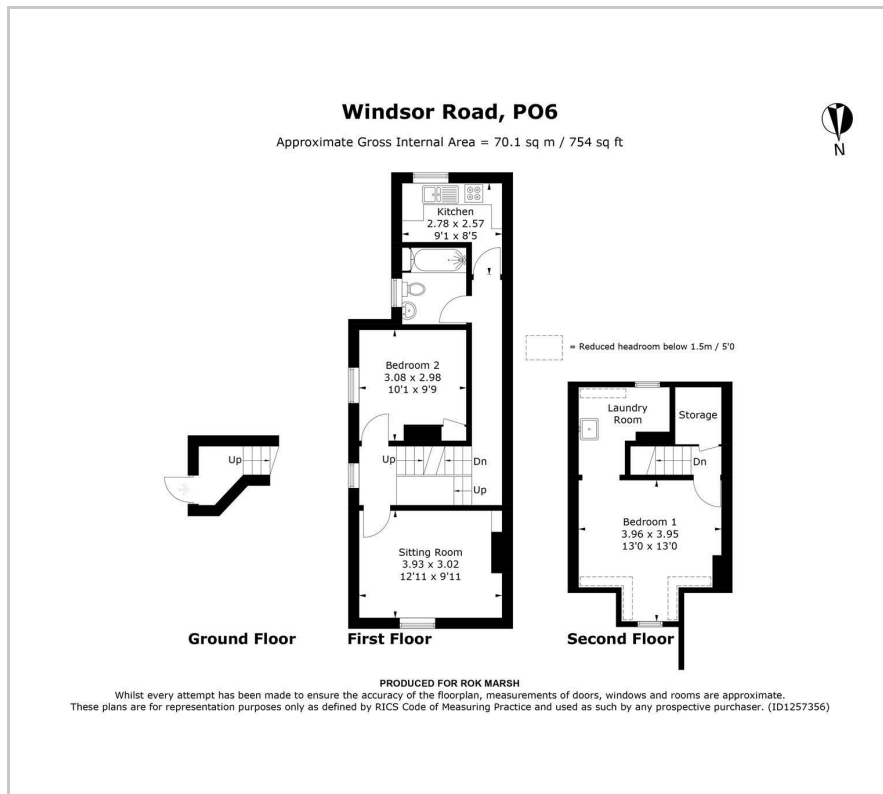 Windsor Road, PO6
Approximate Gross Internal Area = 70.1 sq m / 754 sq ft
N
Kitchen
2.78 x 2.57
9'1 x 8'5
= Reduced headroom below 1.5m / 5'0
Bedroom 2
3.08 x 2.98
10'1 x 9'9
Laundry
Room
Storage
Up
Up
Dn
Up
Dn
Bedroom 1
3.96 x 3.95
13'0 x 13'0
Sitting Room
3.93 x 3.02
12'11 x 9'11
Ground Floor
First Floor
Second Floor
PRODUCED FOR ROK MARSH
Whilst every attempt has been made to ensure the accuracy of the floorplan, measurements of doors, windows and rooms are approximate.
These plans are for representation purposes only as defined by RICS Code of Measuring Practice and used as such by any prospective purchaser. (ID1257356)